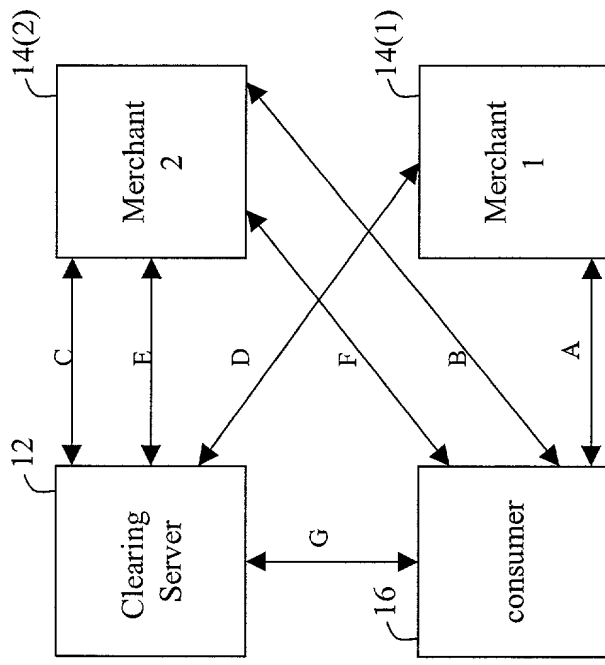 12
14(2)
Clearing
Server
C
E
Merchant
2
G
D
F
B
A
16
14(1)
consumer
Merchant
1